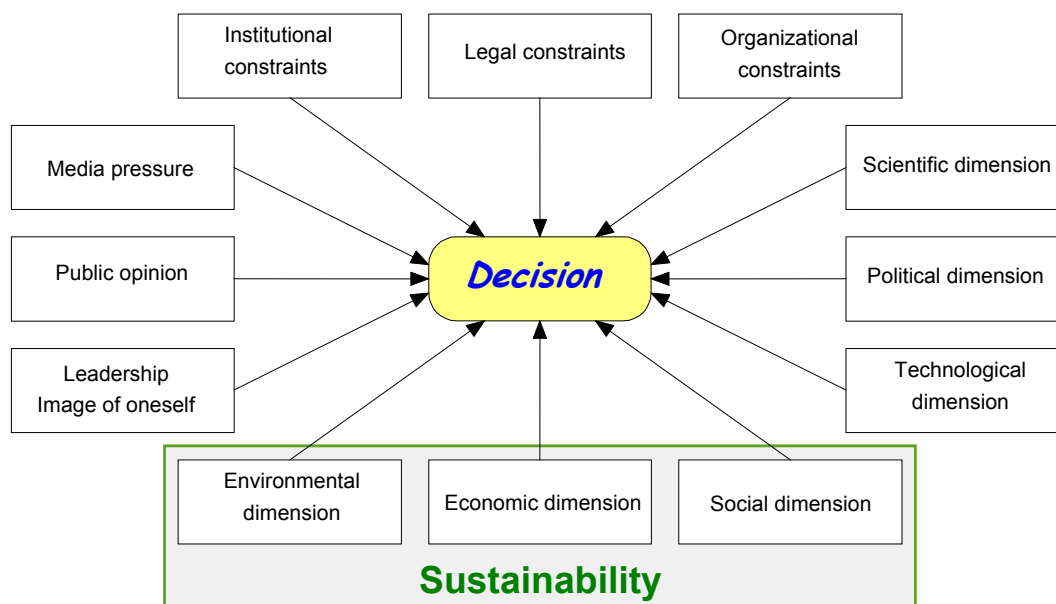 Institutional
constraints
Legal constraints
Organizational
constraints
Media pressure
Scientific dimension
Public opinion
Decision
Political dimension
Leadership
Image of oneself
Technological
dimension
Environmental
dimension
Economic dimension
Social dimension
Sustainability